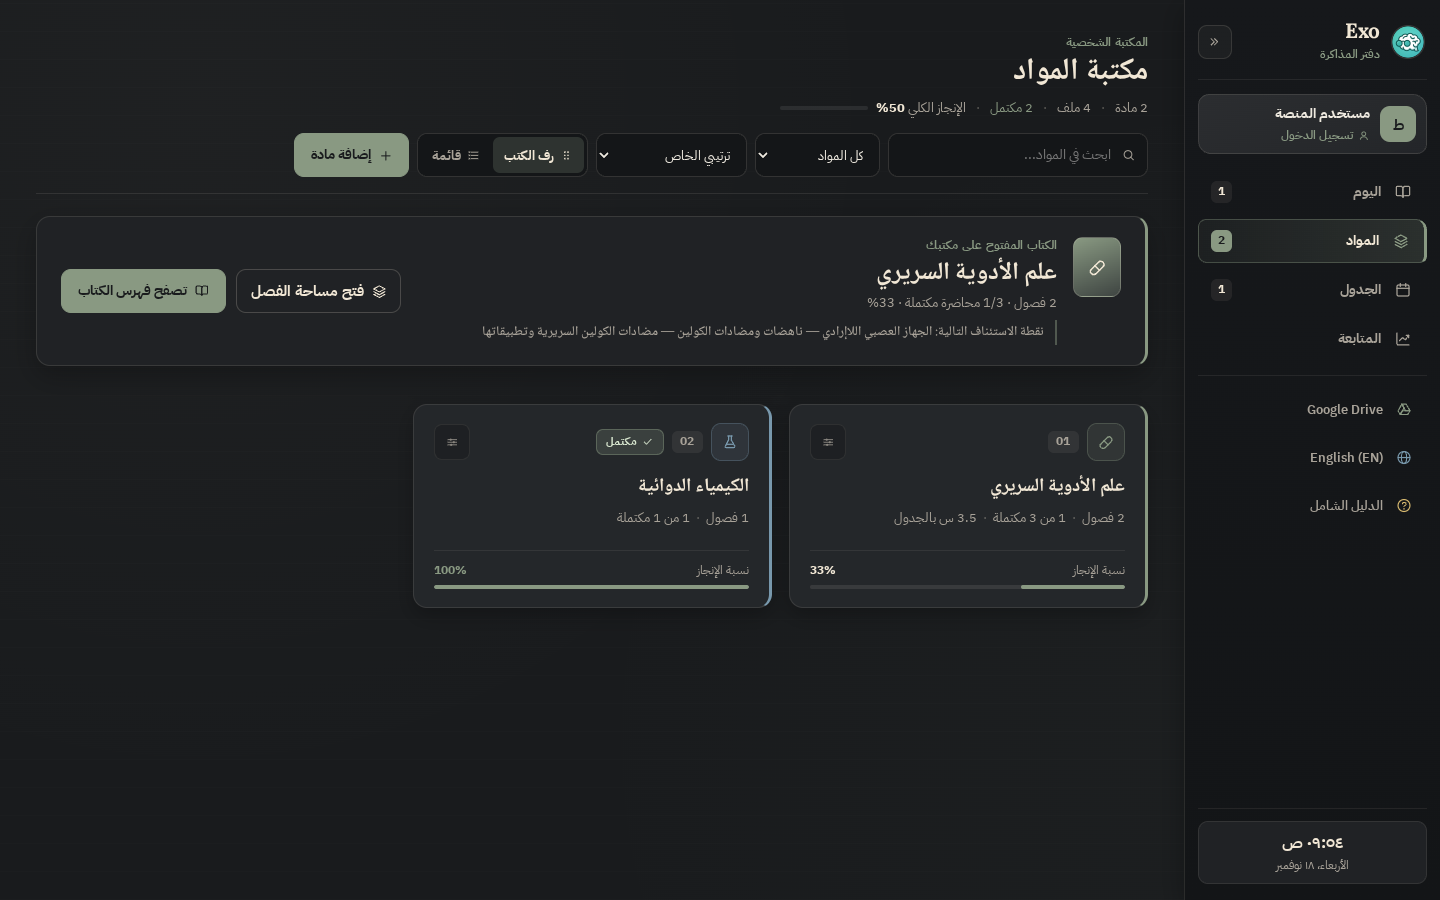 Exo
دفتر المذاكرة
ط
مستخدم المنصة
تسجيل الدخول
اليوم
1
المواد
2
الجدول
1
المتابعة
Google Drive
English (EN)
الدليل الشامل
٠٩:٥٤ ص
الأربعاء، ١٨ نوفمبر
المكتبة الشخصية
مكتبة المواد
2 مادة · 4 ملف · 2 مكتمل · الإنجاز الكلي 50%
ابحث في المواد...
كل المواد
ترتيبي الخاص
رف الكتب
قائمة
إضافة مادة
الكتاب المفتوح على مكتبك
علم الأدوية السريري
2 فصول · 1/3 محاضرة مكتملة · 33%
نقطة الاستئناف التالية: الجهاز العصبي اللاإرادي — ناهضات ومضادات الكولين — مضادات الكولين السريرية وتطبيقاتها
فتح مساحة الفصل
تصفح فهرس الكتاب
01
علم الأدوية السريري
2 فصول · 1 من 3 مكتملة · 3.5 س بالجدول
نسبة الإنجاز
33%
02
مكتمل
الكيمياء الدوائية
1 فصول · 1 من 1 مكتملة
نسبة الإنجاز
100%